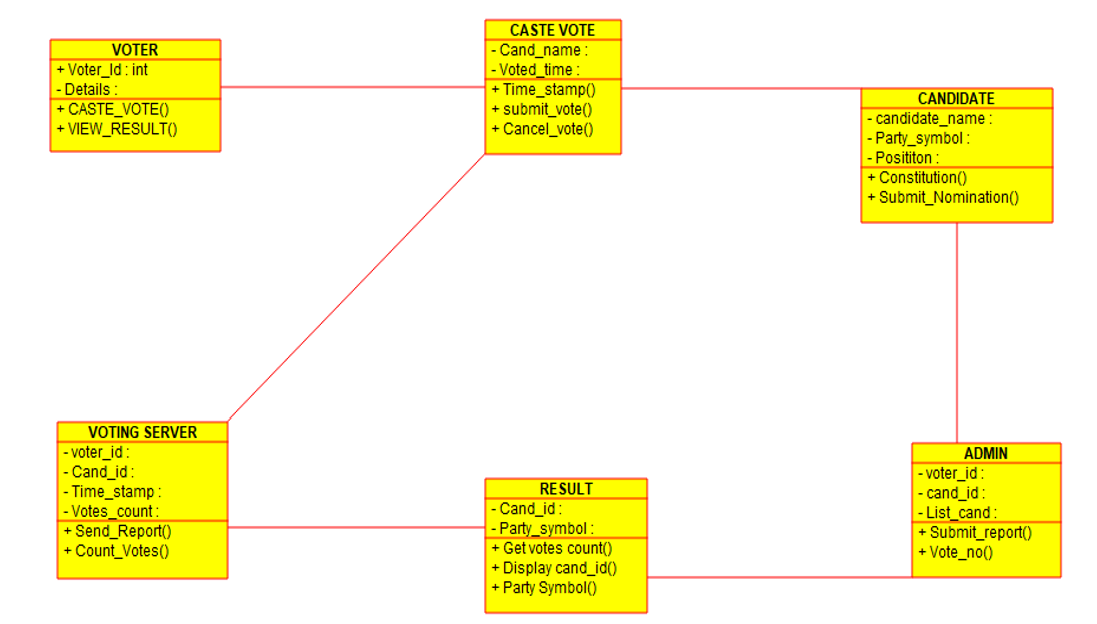 VOTER
+ Voter_Id : int
- Details :
+ CASTE_VOTE()
+ VIEW_RESULT()
CASTE VOTE
- Cand_name :
- Voted_time :
+ Time_stamp()
+ submit_vote()
+ Cancel_vote()
CANDIDATE
- candidate_name :
- Party_symbol :
- Posititon :
+ Constitution()
+ Submit_Nomination()
VOTING SERVER
- voter_id :
- Cand_id :
- Time_stamp :
- Votes_count :
+ Send_Report()
+ Count_Votes()
RESULT
- Cand_id :
- Party_symbol :
+ Get votes count()
+ Display cand_id()
+ Party Symbol()
ADMIN
- voter_id :
- cand_id :
- List_cand :
+ Submit_report()
+ Vote_no()